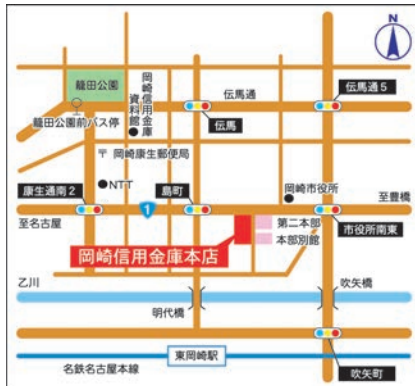 N
籠田公園
岡崎信用金庫
資料館
伝馬通
伝馬通5
籠田公園前バス停
伝馬
〒 岡崎康生郵便局
康生通南2
NTT
島町
岡崎市役所
至豊橋
至名古屋
1
第二本部
市役所南東
岡崎信用金庫本店
本部別館
乙川
吹矢橋
明代橋
東岡崎駅
名鉄名古屋本線
吹矢町